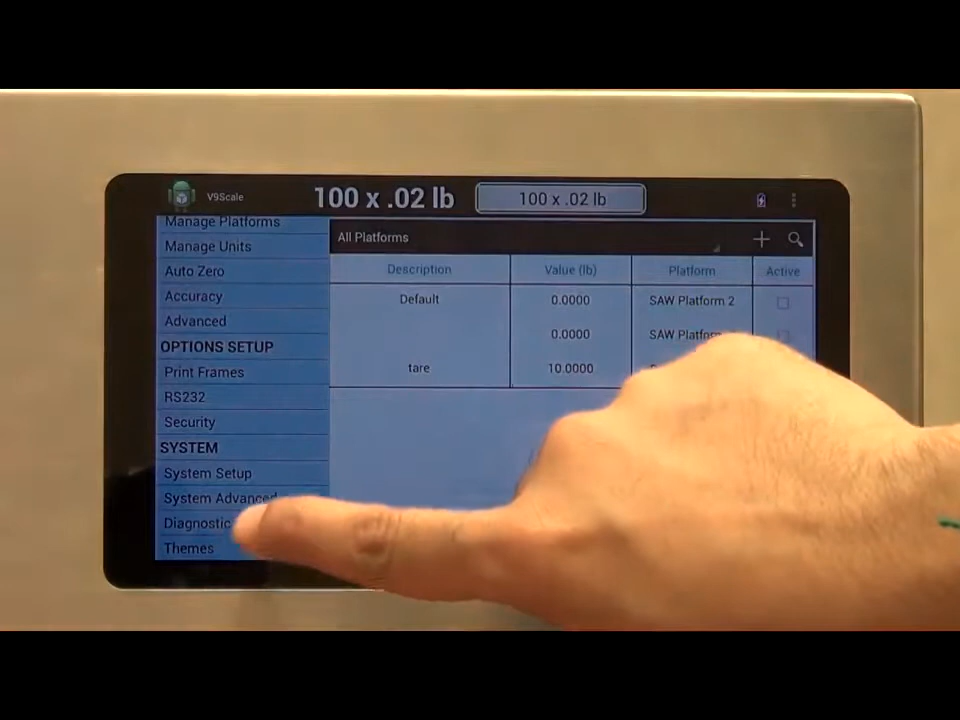 V9Scale
100 x .02 lb
100 x .02 lb
Manage Platforms
Manage Units
Auto Zero
Accuracy
Advanced
OPTIONS SETUP
Print Frames
RS232
Security
SYSTEM
System Setup
System Advanced
Diagnostic
Themes
All Platforms
Description Value (lb) Platform Active
Default 0.0000 SAW Platform 2
0.0000 SAW
tare 10.0000